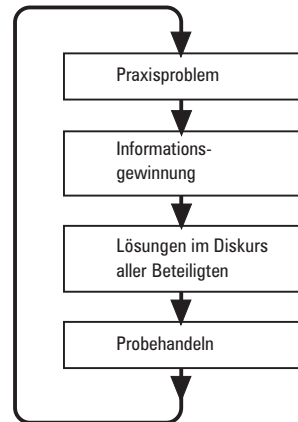 Praxisproblem
Informations-
gewinnung
Lösungen im Diskurs
aller Beteiligten
Probehandeln